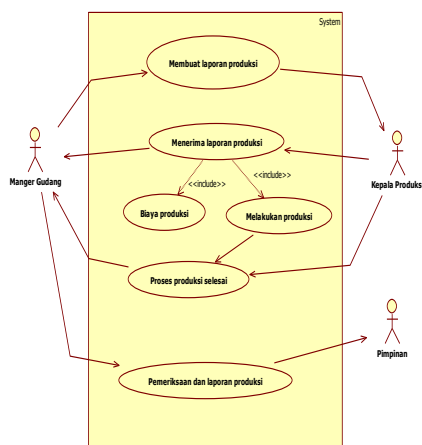 System
Membuat laporan produksi
Menerima laporan produksi
Manger Gudang
Kepala Produks
<<include>>
<<include>>
Biaya produksi
Melakukan produksi
Proses produksi selesai
Pimpinan
Pemeriksaan dan laporan produksi